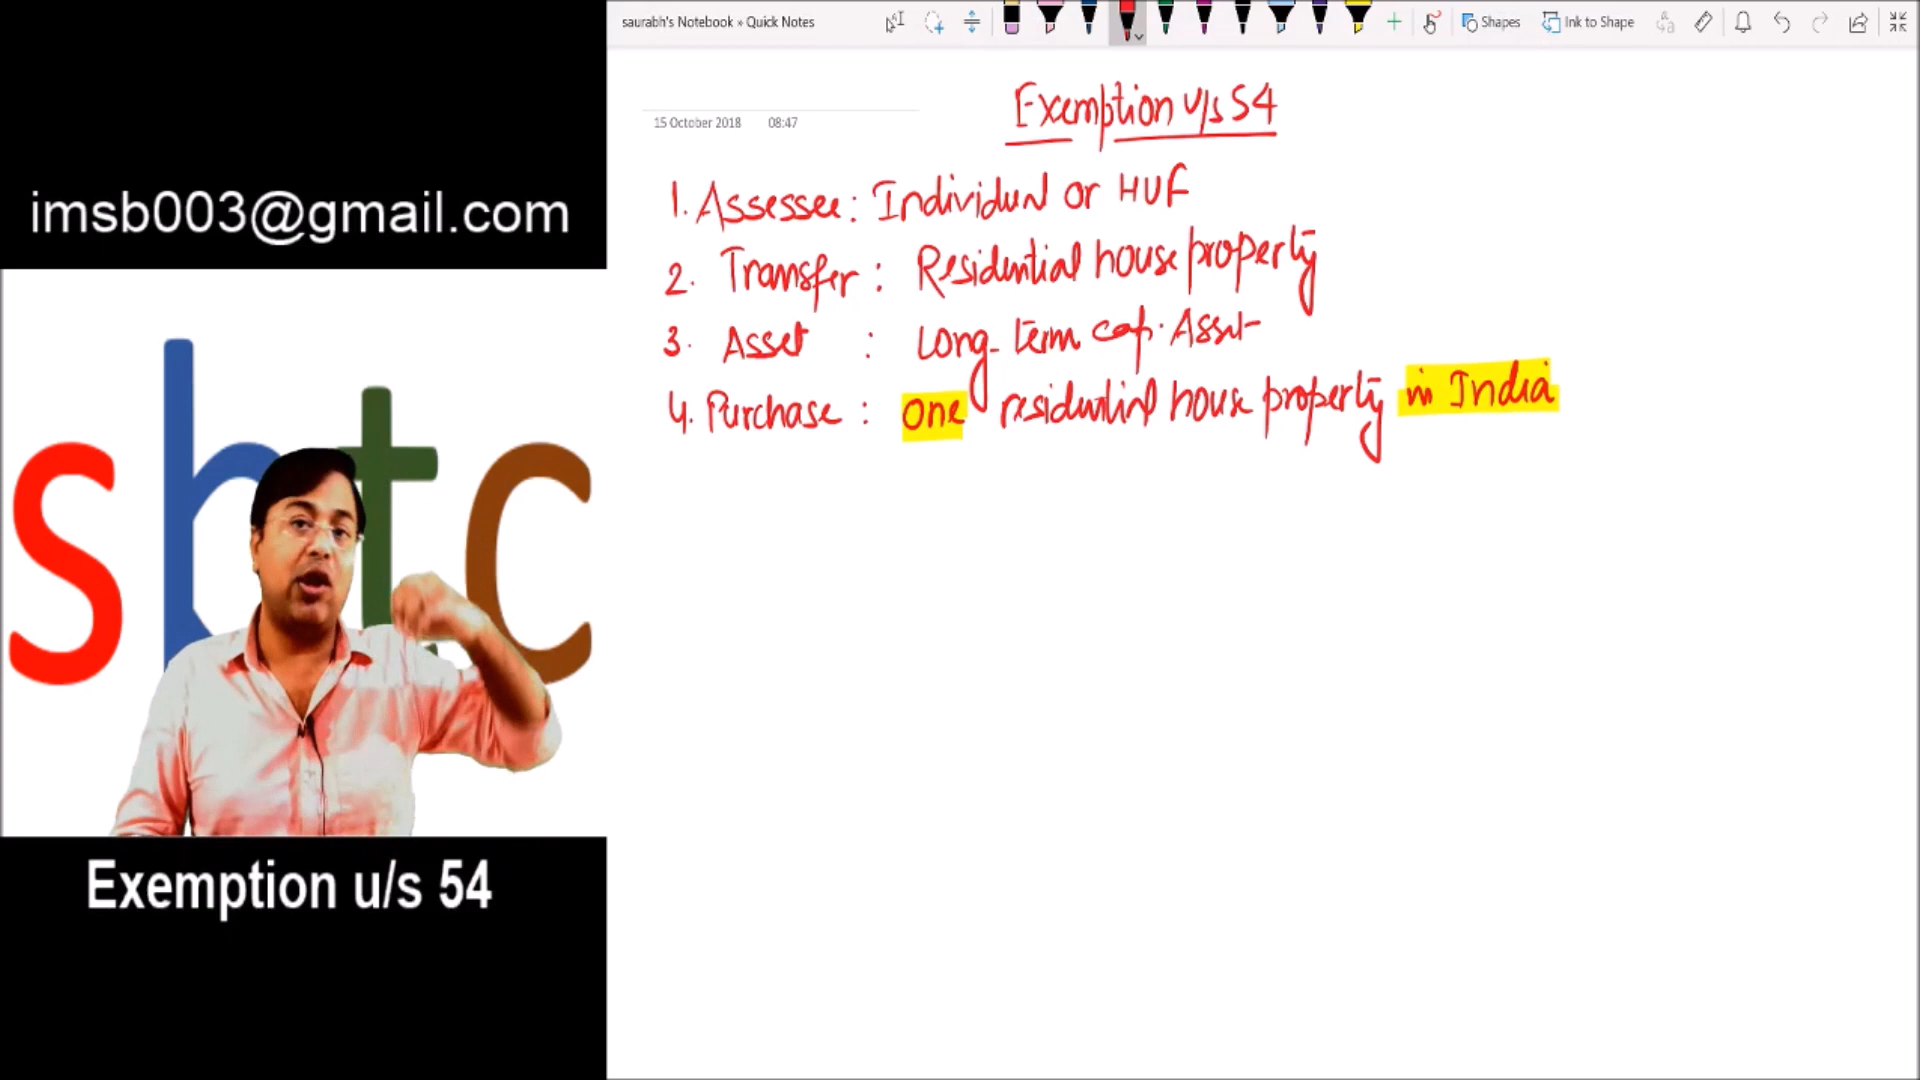 saurabh's Notebook » Quick Notes
Shapes
Ink to Shape
imsb003@gmail.com
15 October 2018 08:47
Exemption u/s 54
1. Assessee: Individual or HUF
2. Transfer: Residential house property
3. Asset : Long-term cap. Asset
4. Purchase: one residential house property in India
sbtc
Exemption u/s 54